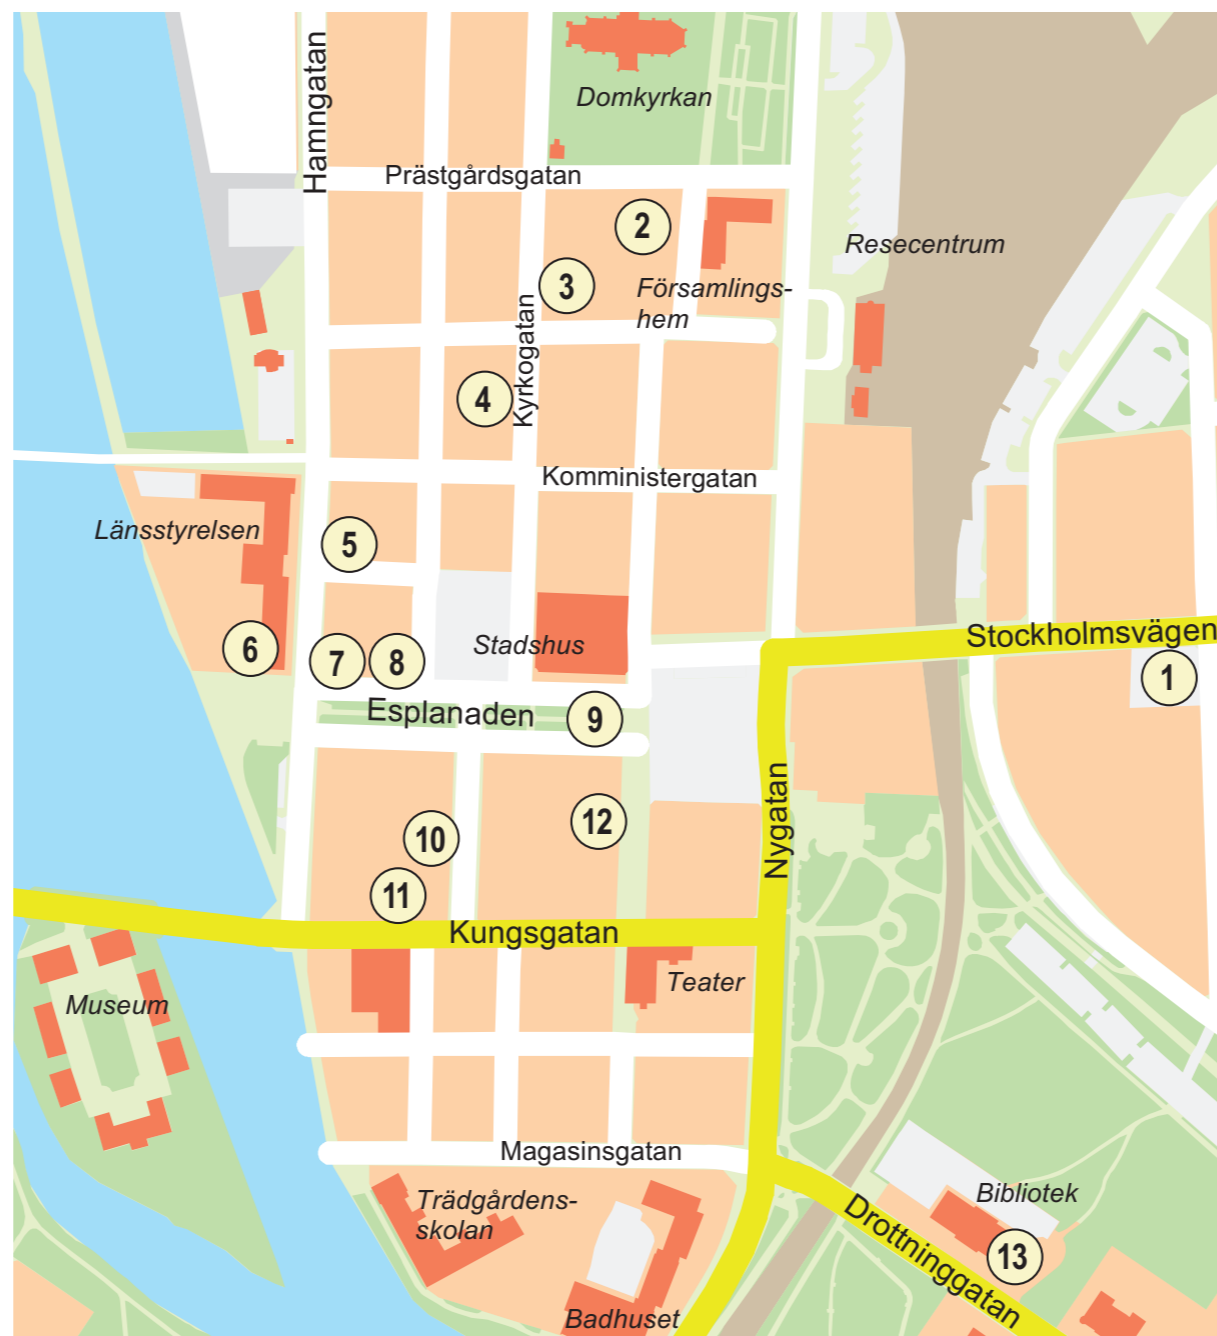 Hamngatan
Domkyrkan
Prästgårdsgatan
2
Resecentrum
3
Församlings-
hem
Kyrkogatan
4
Komministergatan
Länsstyrelsen
5
Stockholmsvägen
Stadshus
6
7
8
1
Esplanaden
9
Nygatan
12
10
11
Kungsgatan
Teater
Museum
Magasinsgatan
Trädgårdens-
skolan
Bibliotek
Drottninggatan
13
Badhuset